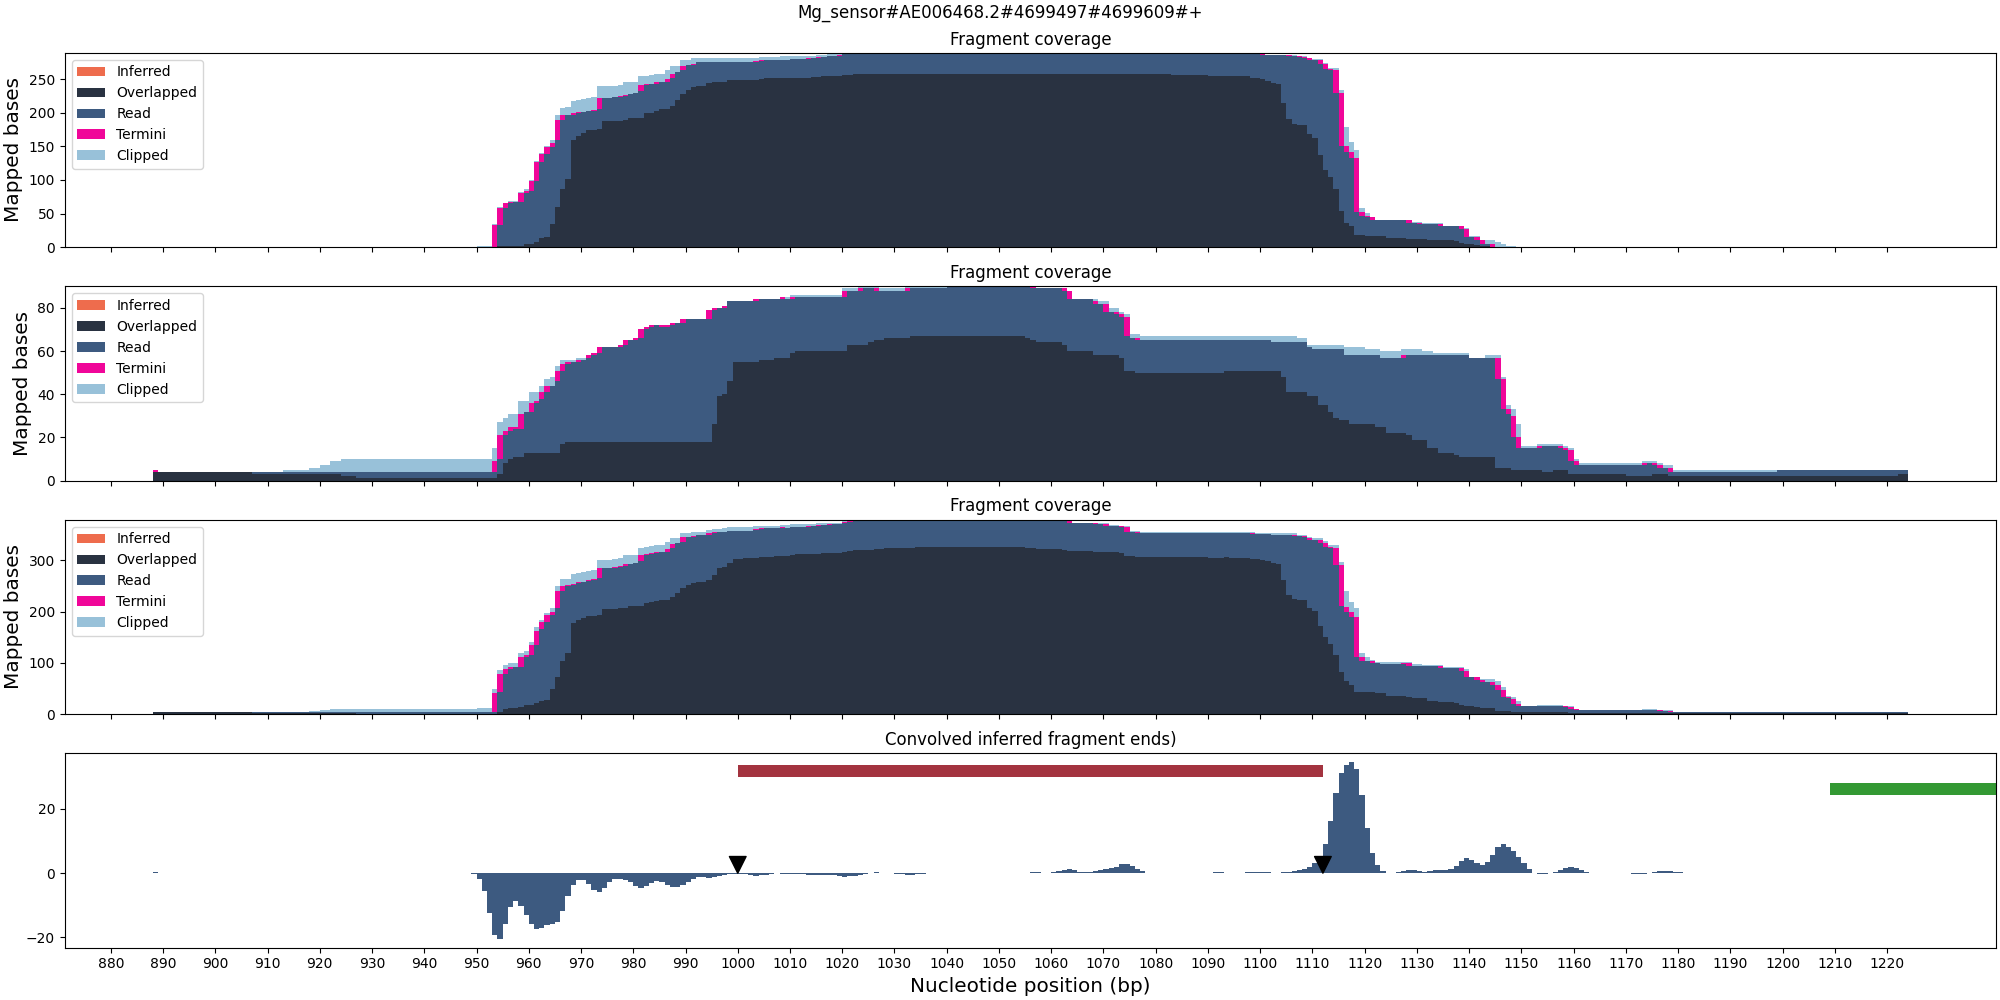 Mg_sensor#AE006468.2#4699497#4699609#+
Fragment coverage
Mapped bases
250
200
150
100
50
0
Inferred
Overlapped
Read
Termini
Clipped
Fragment coverage
Mapped bases
80
60
40
20
0
Inferred
Overlapped
Read
Termini
Clipped
Fragment coverage
Mapped bases
300
200
100
0
Inferred
Overlapped
Read
Termini
Clipped
Convolved inferred fragment ends)
20
0
−20
880 890 900 910 920 930 940 950 960 970 980 990 1000 1010 1020 1030 1040 1050 1060 1070 1080 1090 1100 1110 1120 1130 1140 1150 1160 1170 1180 1190 1200 1210 1220
Nucleotide position (bp)